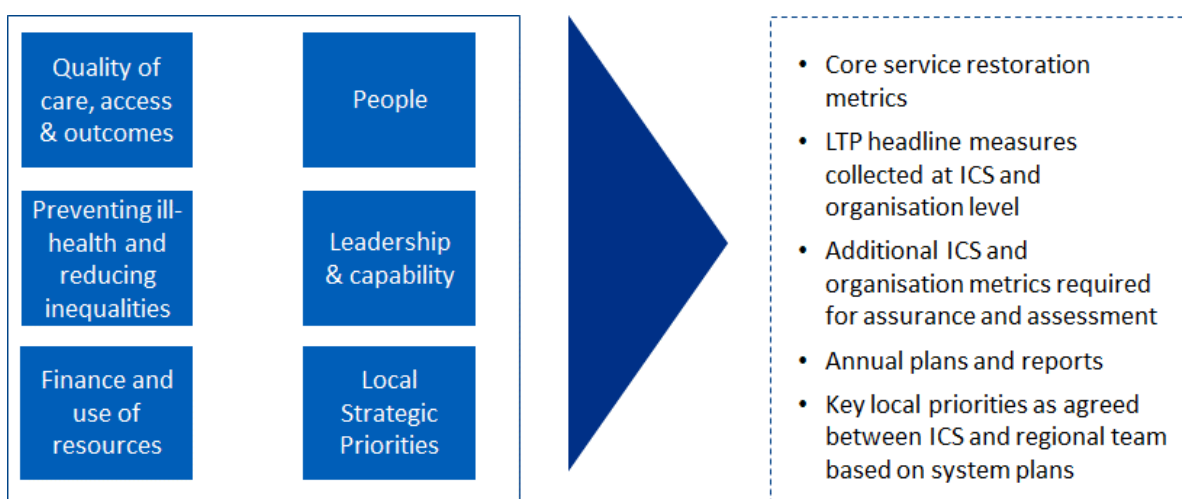 Quality of
care, access
& outcomes
People
Preventing ill-
health and
reducing
inequalities
Leadership
& capability
Finance and
use of
resources
Local
Strategic
Priorities
• Core service restoration
metrics
• LTP headline measures
collected at ICS and
organisation level
• Additional ICS and
organisation metrics required
for assurance and assessment
• Annual plans and reports
• Key local priorities as agreed
between ICS and regional team
based on system plans